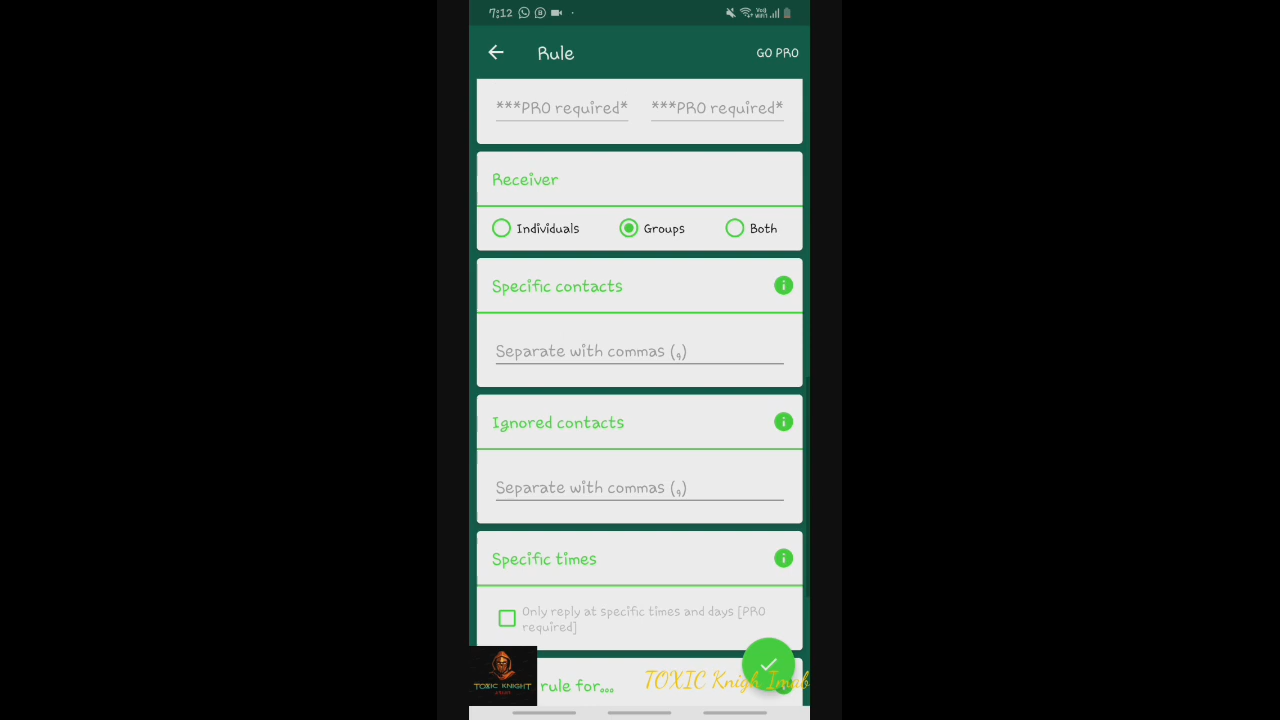 7:12
Rule
GO PRO
***PRO required* ***PRO required*
Receiver
Individuals Groups Both
Specific contacts
Separate with commas (,)
Ignored contacts
Separate with commas (,)
Specific times
Only reply at specific times and days [PRO
required]
rule for...
TOXIC KNIGHT
TOXIC Knigh